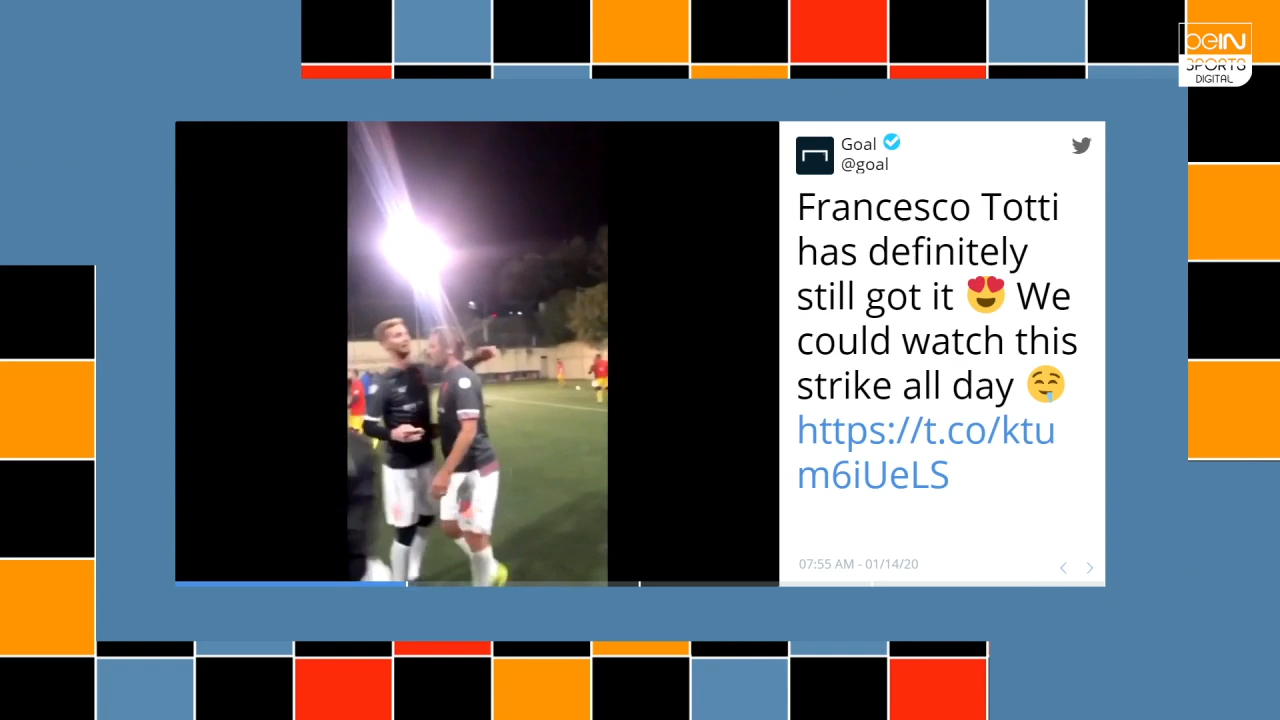 beIN
SPORTS
DIGITAL
Goal
@goal
Francesco Totti
has definitely
still got it 😍 We
could watch this
strike all day 🤤
https://t.co/ktu
m6iUeLS
07:55 AM - 01/14/20